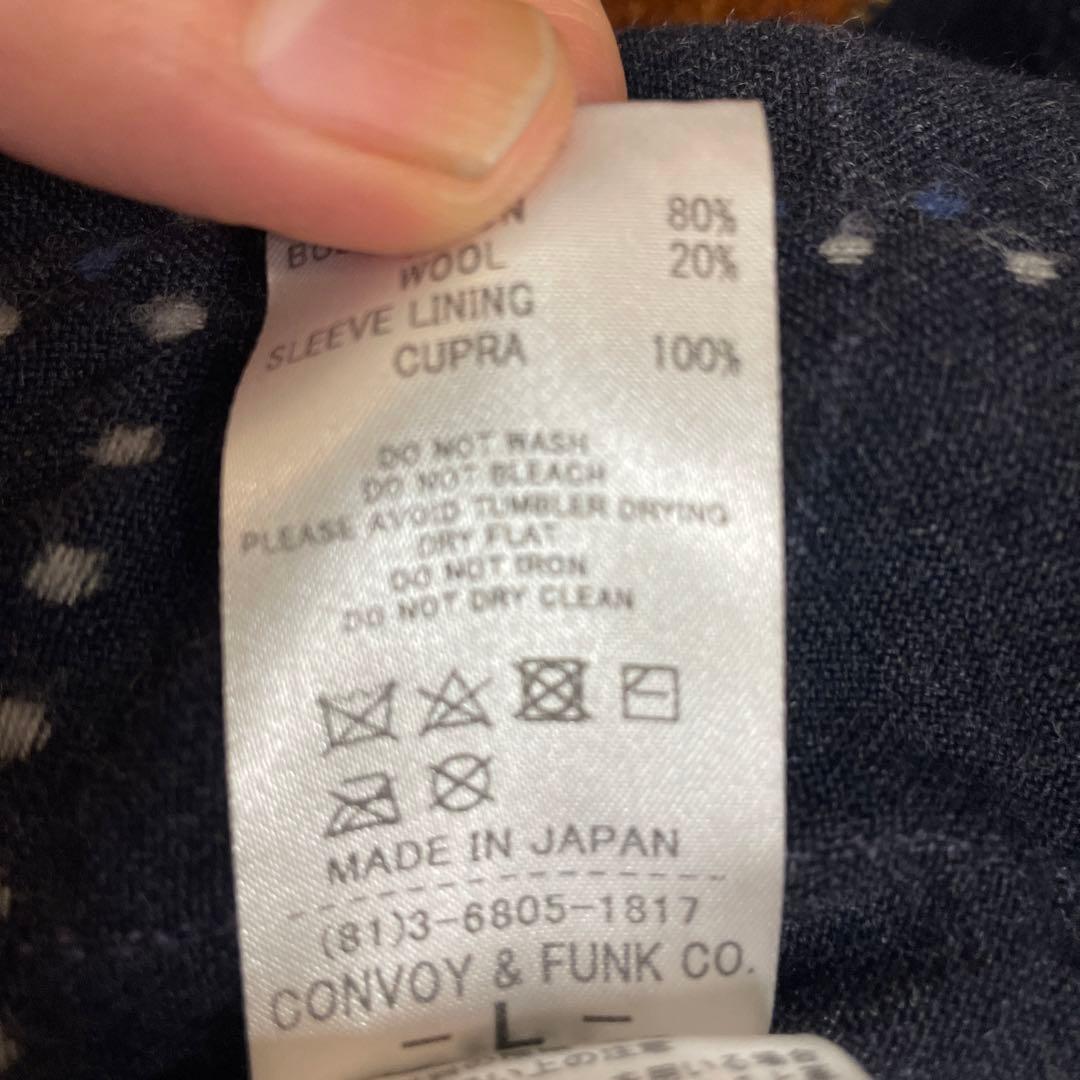 80%
WOOL 20%
SLEEVE LINING
CUPRA 100%
DO NOT WASH
DO NOT BLEACH
PLEASE AVOID TUMBLER DRYING
DRY FLAT
DO NOT IRON
DO NOT DRY CLEAN
MADE IN JAPAN
(81)3-6805-1817
CONVOY & FUNK CO.
- L -